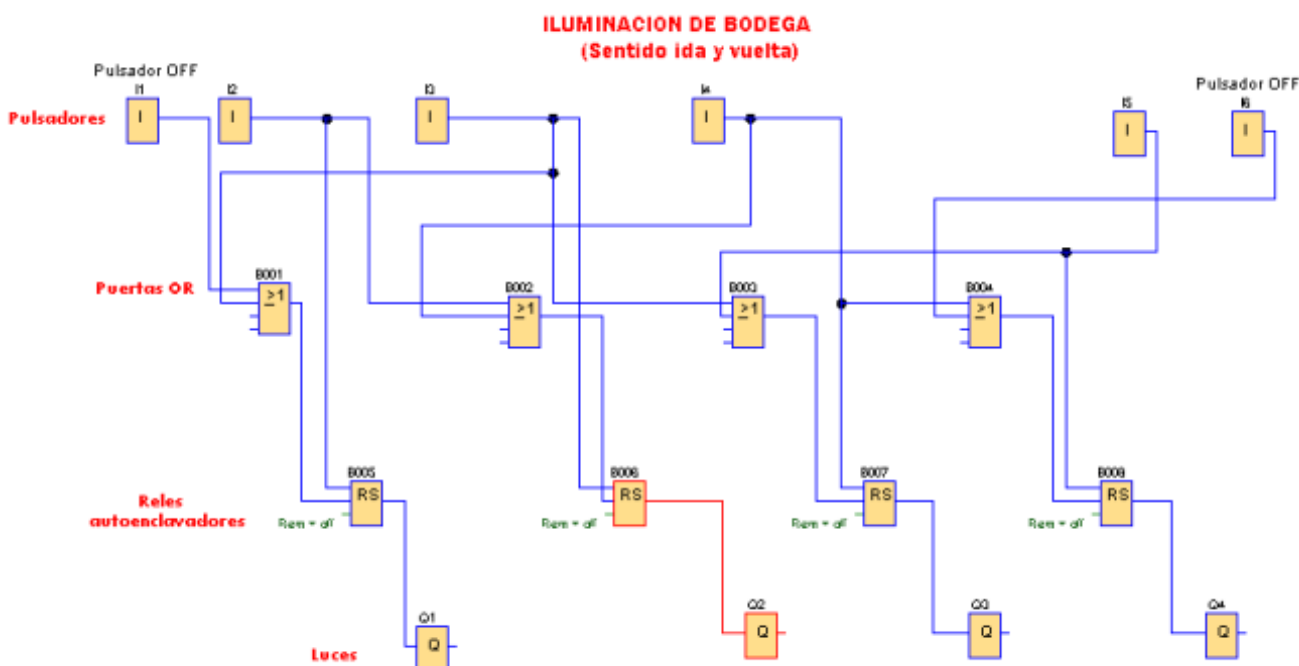 ILUMINACION DE BODEGA
(Sentido ida y vuelta)
Pulsador OFF
Pulsador OFF
I1
I2
I3
I4
I5
I6
Pulsadores
I
I
I
I
I
I
Puertas OR
B001
B002
B003
B004
≥1
≥1
≥1
≥1
B005
B006
B007
B008
RS
RS
RS
RS
Reles
autoenclavadores
Rem = off
Rem = off
Rem = off
Rem = off
Q1
Q2
Q3
Q4
Q
Q
Q
Q
Luces